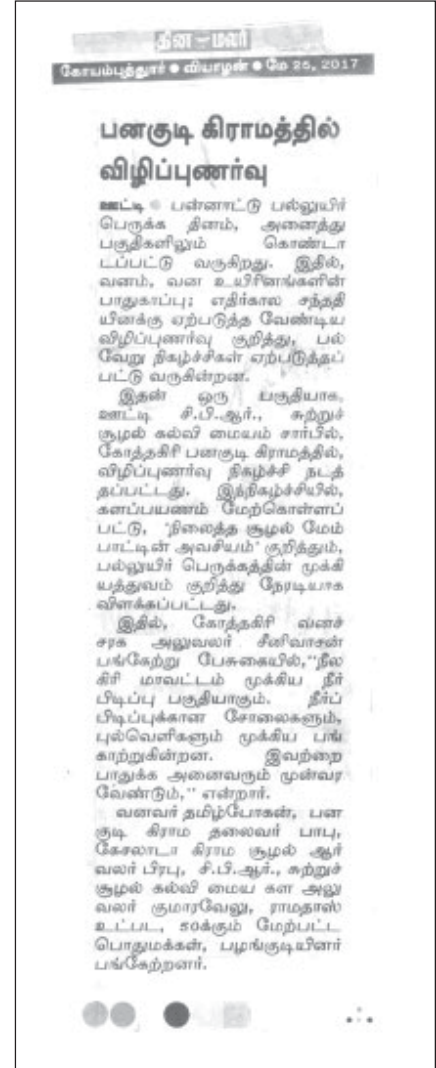 தின-மலர்
கோயம்புத்தூர் ● வியாழன் ● மே 25, 2017
பனகுடி கிராமத்தில்
விழிப்புணர்வு
ஊட்டி ● பன்னாட்டு பல்லுயிர்
பெருக்க தினம், அனைத்து
பகுதிகளிலும் கொண்டா
டப்பட்டு வருகிறது. இதில்,
வனம், வன உயிரினங்களின்
பாதுகாப்பு; எதிர்கால சந்ததி
யினக்கு ஏற்படுத்த வேண்டிய
விழிப்புணர்வு குறித்து, பல்
வேறு நிகழ்ச்சிகள் ஏற்படுத்தப்
பட்டு வருகின்றன.
இதன் ஒரு பகுதியாக,
ஊட்டி சி.பி.ஆர்., சுற்றுச்
சூழல் கல்வி மையம் சார்பில்,
கோத்தகிரி பனகுடி கிராமத்தில்,
விழிப்புணர்வு நிகழ்ச்சி நடத்
தப்பட்டது. இந்நிகழ்ச்சியில்,
களப்பயணம் மேற்கொள்ளப்
பட்டு, 'நிலைத்த சூழல் மேம்
பாட்டின் அவசியம்' குறித்தும்,
பல்லுயிர் பெருக்கத்தின் முக்கி
யத்துவம் குறித்து நேரடியாக
விளக்கப்பட்டது.
இதில், கோத்தகிரி வனச்
சரக அலுவலர் சீனிவாசன்
பங்கேற்று பேசுகையில்,''நீல
கிரி மாவட்டம் முக்கிய நீர்
பிடிப்பு பகுதியாகும். நீர்ப்
பிடிப்புக்கான சோலைகளும்,
புல்வெளிகளும் முக்கிய பங்
காற்றுகின்றன. இவற்றை
பாதுக்க அனைவரும் முன்வர
வேண்டும்,'' என்றார்.
வனவர் தமிழ்போகன், பன
குடி கிராம தலைவர் பாபு,
கேசலாடா கிராம சூழல் ஆர்
வலர் பிரபு, சி.பி.ஆர்., சுற்றுச்
சூழல் கல்வி மைய கள அலு
வலர் குமாரவேலு, ராமதாஸ்
உட்பட, 50க்கும் மேற்பட்ட
பொதுமக்கள், பழங்குடியினர்
பங்கேற்றனர்.